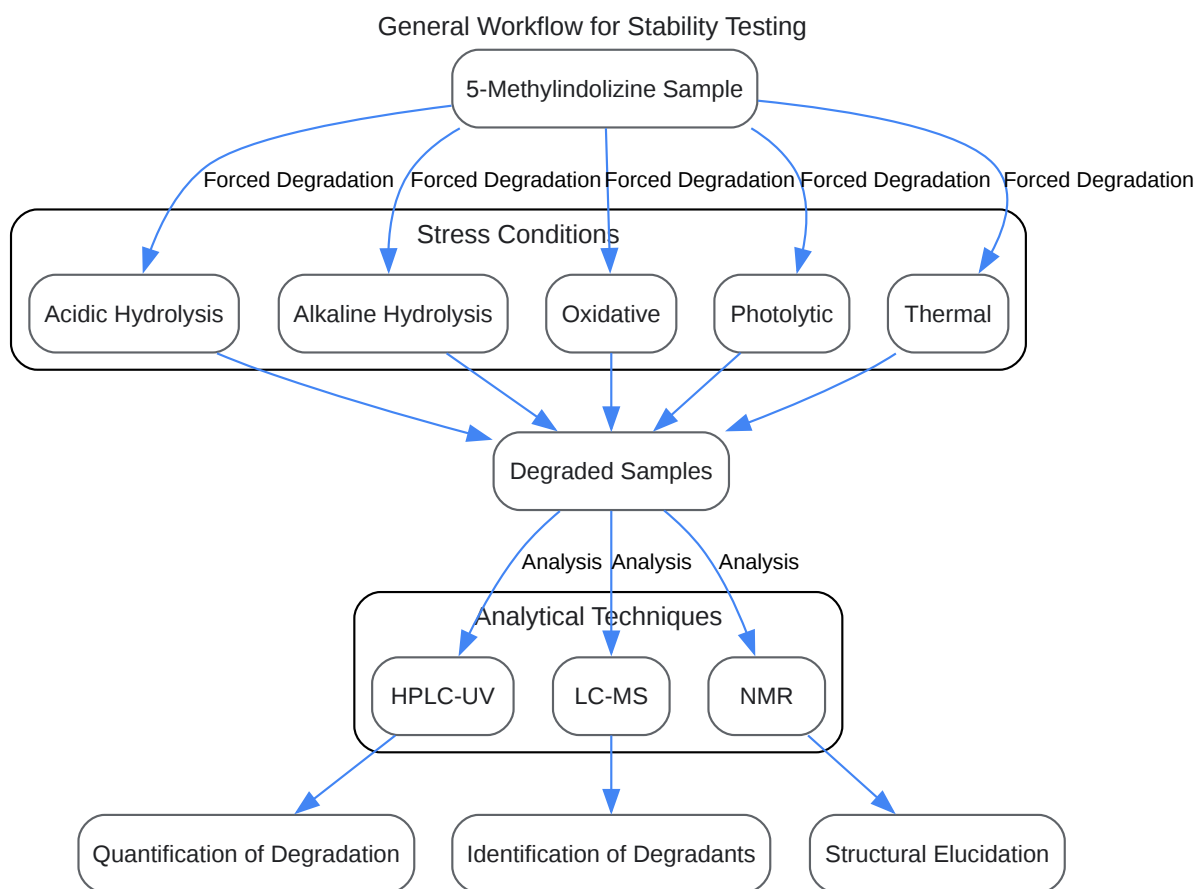 General Workflow for Stability Testing
5-Methylindolizine Sample
Forced Degradation
Forced Degradation
Forced Degradation
Forced Degradation
Forced Degradation
Stress Conditions
Acidic Hydrolysis
Alkaline Hydrolysis
Oxidative
Photolytic
Thermal
Degraded Samples
Analysis
Analysis
Analysis
Analytical Techniques
HPLC-UV
LC-MS
NMR
Quantification of Degradation
Identification of Degradants
Structural Elucidation